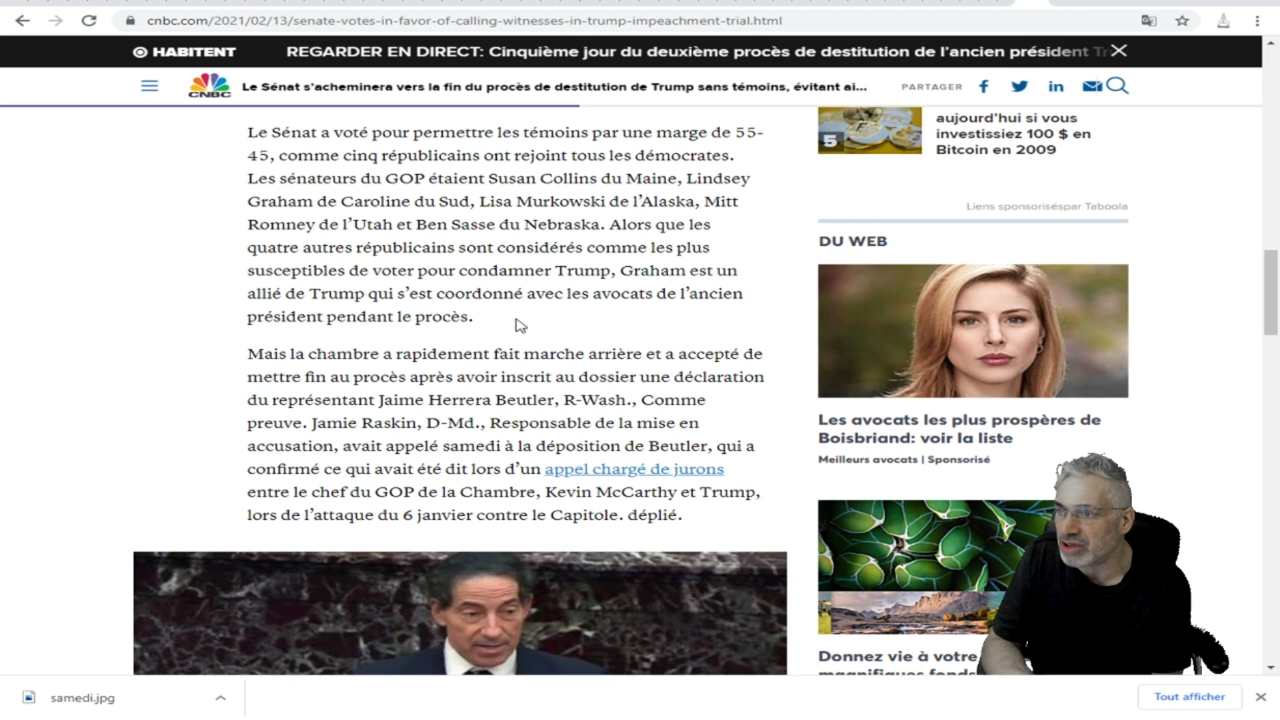 cnbc.com/2021/02/13/senate-votes-in-favor-of-calling-witnesses-in-trump-impeachment-trial.html
HABITENT
REGARDER EN DIRECT: Cinquième jour du deuxième procès de destitution de l'ancien président Tr
CNBC
Le Sénat s'acheminera vers la fin du procès de destitution de Trump sans témoins, évitant ai...
PARTAGER
Le Sénat a voté pour permettre les témoins par une marge de 55-
45, comme cinq républicains ont rejoint tous les démocrates.
Les sénateurs du GOP étaient Susan Collins du Maine, Lindsey
Graham de Caroline du Sud, Lisa Murkowski de l'Alaska, Mitt
Romney de l'Utah et Ben Sasse du Nebraska. Alors que les
quatre autres républicains sont considérés comme les plus
susceptibles de voter pour condamner Trump, Graham est un
allié de Trump qui s'est coordonné avec les avocats de l'ancien
président pendant le procès.
Mais la chambre a rapidement fait marche arrière et a accepté de
mettre fin au procès après avoir inscrit au dossier une déclaration
du représentant Jaime Herrera Beutler, R-Wash., Comme
preuve. Jamie Raskin, D-Md., Responsable de la mise en
accusation, avait appelé samedi à la déposition de Beutler, qui a
confirmé ce qui avait été dit lors d'un appel chargé de jurons
entre le chef du GOP de la Chambre, Kevin McCarthy et Trump,
lors de l'attaque du 6 janvier contre le Capitole. déplié.
5
aujourd'hui si vous
investissiez 100 $ en
Bitcoin en 2009
Liens sponsoriséspar Taboola
DU WEB
Les avocats les plus prospères de
Boisbriand: voir la liste
Meilleurs avocats | Sponsorisé
Donnez vie à votre
magnifiques fonds
samedi.jpg
Tout afficher